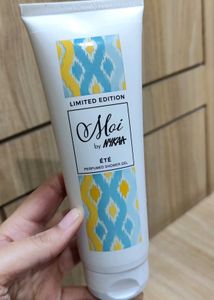 LIMITED EDITION
Moi
by NYKAA
ÉTÉ
PERFUMED SHOWER GEL